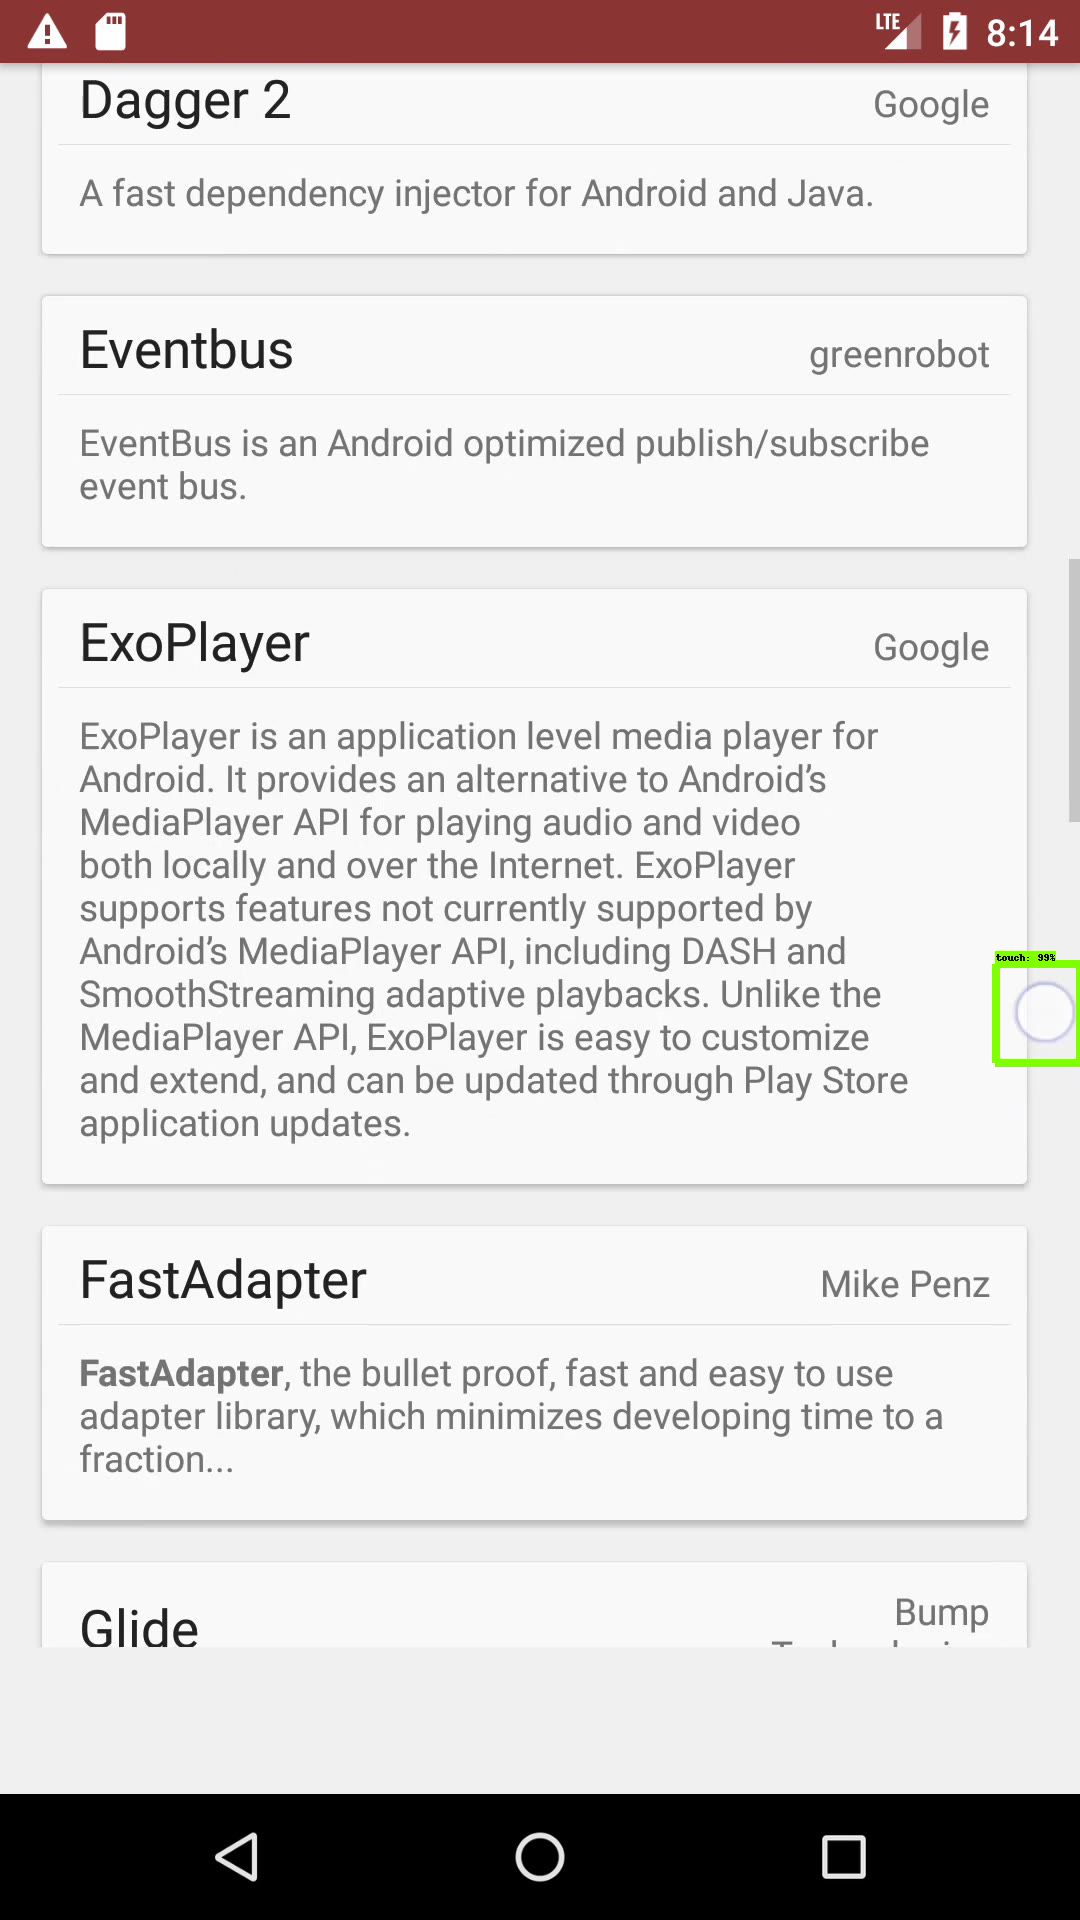 LTE 8:14
Dagger 2 Google
A fast dependency injector for Android and Java.
Eventbus greenrobot
EventBus is an Android optimized publish/subscribe
event bus.
ExoPlayer Google
ExoPlayer is an application level media player for
Android. It provides an alternative to Android’s
MediaPlayer API for playing audio and video
both locally and over the Internet. ExoPlayer
supports features not currently supported by
Android’s MediaPlayer API, including DASH and
SmoothStreaming adaptive playbacks. Unlike the
MediaPlayer API, ExoPlayer is easy to customize
and extend, and can be updated through Play Store
application updates.
touch: 99%
FastAdapter Mike Penz
FastAdapter, the bullet proof, fast and easy to use
adapter library, which minimizes developing time to a
fraction...
Glide Bump